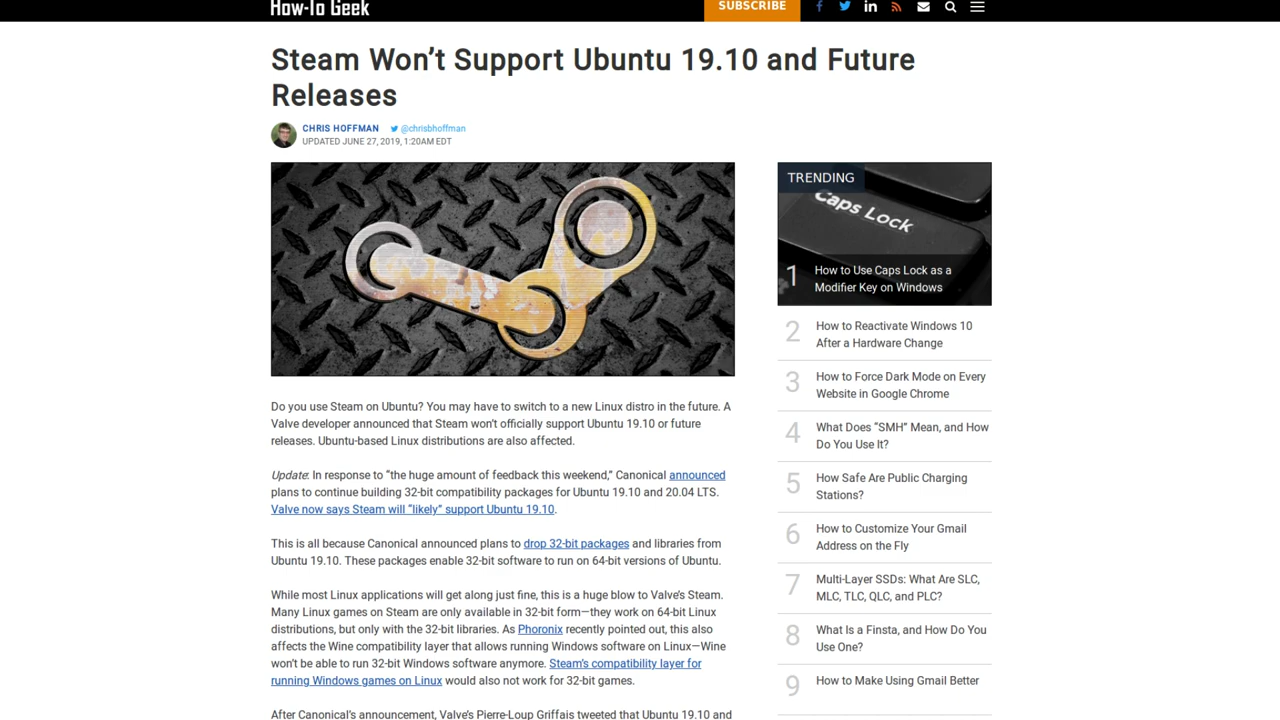 How-To Geek
SUBSCRIBE
Steam Won’t Support Ubuntu 19.10 and Future
Releases
CHRIS HOFFMAN @chrisbhoffman
UPDATED JUNE 27, 2019, 1:20AM EDT
Do you use Steam on Ubuntu? You may have to switch to a new Linux distro in the future. A
Valve developer announced that Steam won’t officially support Ubuntu 19.10 or future
releases. Ubuntu-based Linux distributions are also affected.
Update: In response to “the huge amount of feedback this weekend,” Canonical announced
plans to continue building 32-bit compatibility packages for Ubuntu 19.10 and 20.04 LTS.
Valve now says Steam will “likely” support Ubuntu 19.10.
This is all because Canonical announced plans to drop 32-bit packages and libraries from
Ubuntu 19.10. These packages enable 32-bit software to run on 64-bit versions of Ubuntu.
While most Linux applications will get along just fine, this is a huge blow to Valve’s Steam.
Many Linux games on Steam are only available in 32-bit form—they work on 64-bit Linux
distributions, but only with the 32-bit libraries. As Phoronix recently pointed out, this also
affects the Wine compatibility layer that allows running Windows software on Linux—Wine
won’t be able to run 32-bit Windows software anymore. Steam’s compatibility layer for
running Windows games on Linux would also not work for 32-bit games.
After Canonical’s announcement, Valve’s Pierre-Loup Griffais tweeted that Ubuntu 19.10 and
TRENDING
Caps Lock
1 How to Use Caps Lock as a
Modifier Key on Windows
2 How to Reactivate Windows 10
After a Hardware Change
3 How to Force Dark Mode on Every
Website in Google Chrome
4 What Does “SMH” Mean, and How
Do You Use It?
5 How Safe Are Public Charging
Stations?
6 How to Customize Your Gmail
Address on the Fly
7 Multi-Layer SSDs: What Are SLC,
MLC, TLC, QLC, and PLC?
8 What Is a Finsta, and How Do You
Use One?
9 How to Make Using Gmail Better